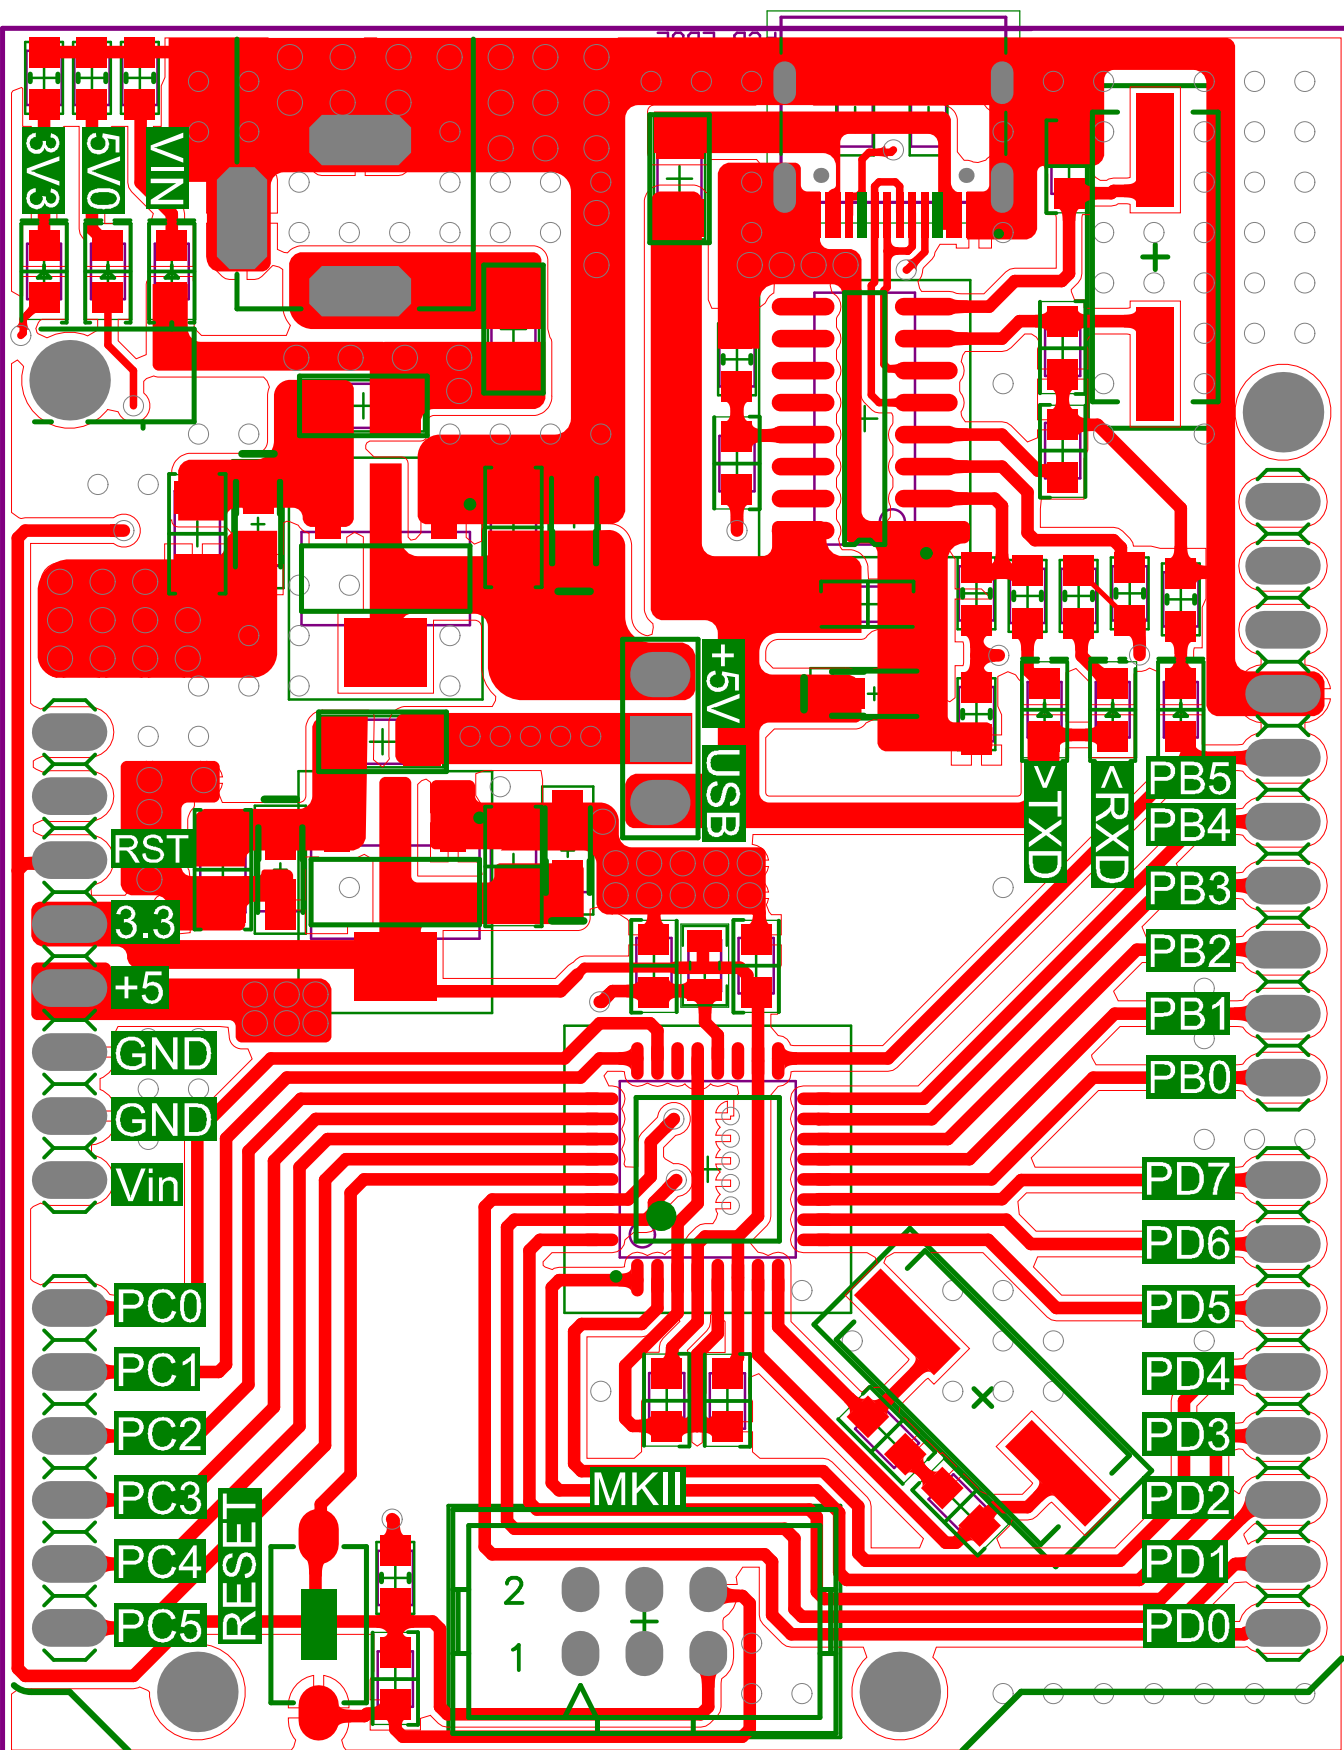 3V3
5V0
VIN
+5V
USB
>TXD
<RXD
PB5
PB4
PB3
PB2
PB1
PB0
RST
3.3
+5
GND
GND
Vin
PC0
PC1
PC2
PC3
PC4
PC5
PD7
PD6
PD5
PD4
PD3
PD2
PD1
PD0
RESET
MKII
2
1